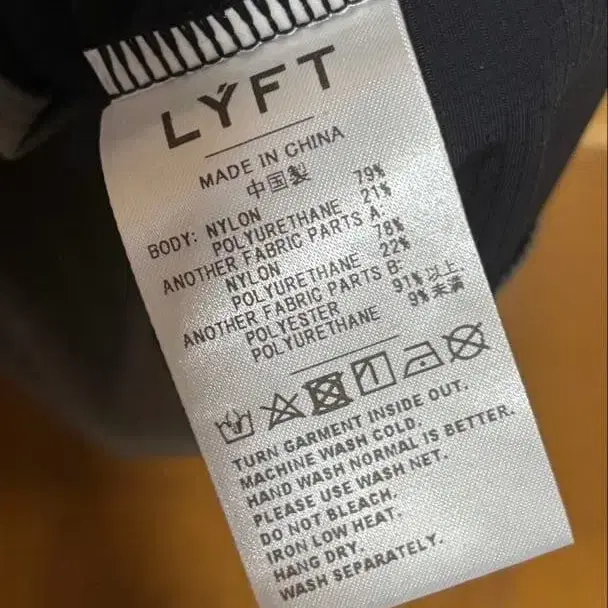 LYFT
MADE IN CHINA
中国製
BODY: NYLON 79%
POLYURETHANE 21%
ANOTHER FABRIC PARTS A:
NYLON 78%
POLYURETHANE 22%
ANOTHER FABRIC PARTS B:
POLYESTER 91%以上
POLYURETHANE 9%未満
TURN GARMENT INSIDE OUT.
MACHINE WASH COLD.
HAND WASH NORMAL IS BETTER.
PLEASE USE WASH NET.
DO NOT BLEACH.
IRON LOW HEAT.
HANG DRY.
WASH SEPARATELY.